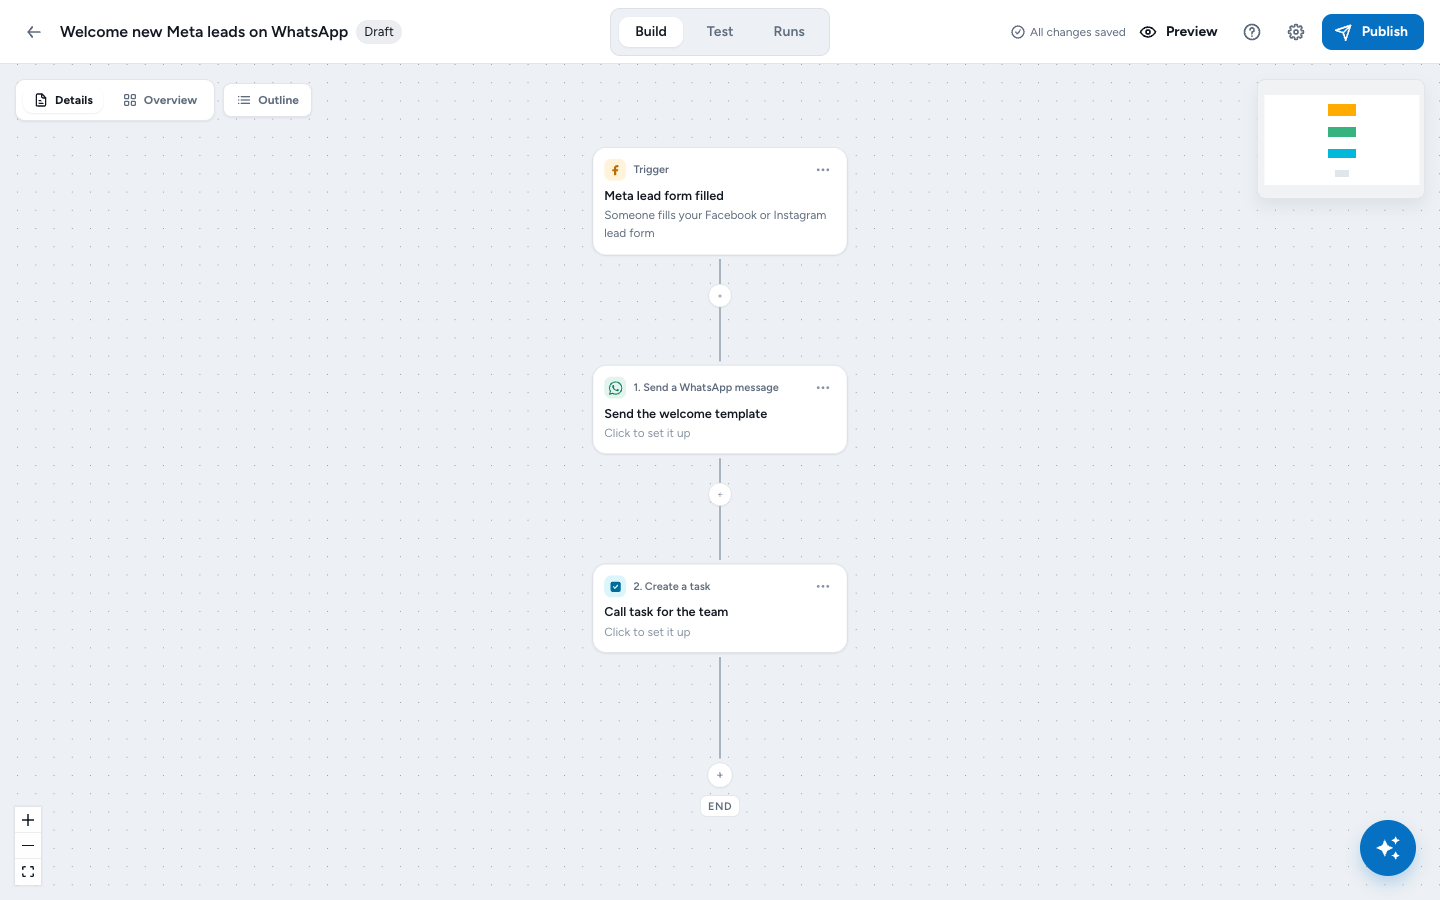 Welcome new Meta leads on WhatsApp
Draft
Build
Test
Runs
All changes saved
Preview
Publish
Details
Overview
Outline
Trigger
Meta lead form filled
Someone fills your Facebook or Instagram
lead form
1. Send a WhatsApp message
Send the welcome template
Click to set it up
2. Create a task
Call task for the team
Click to set it up
END